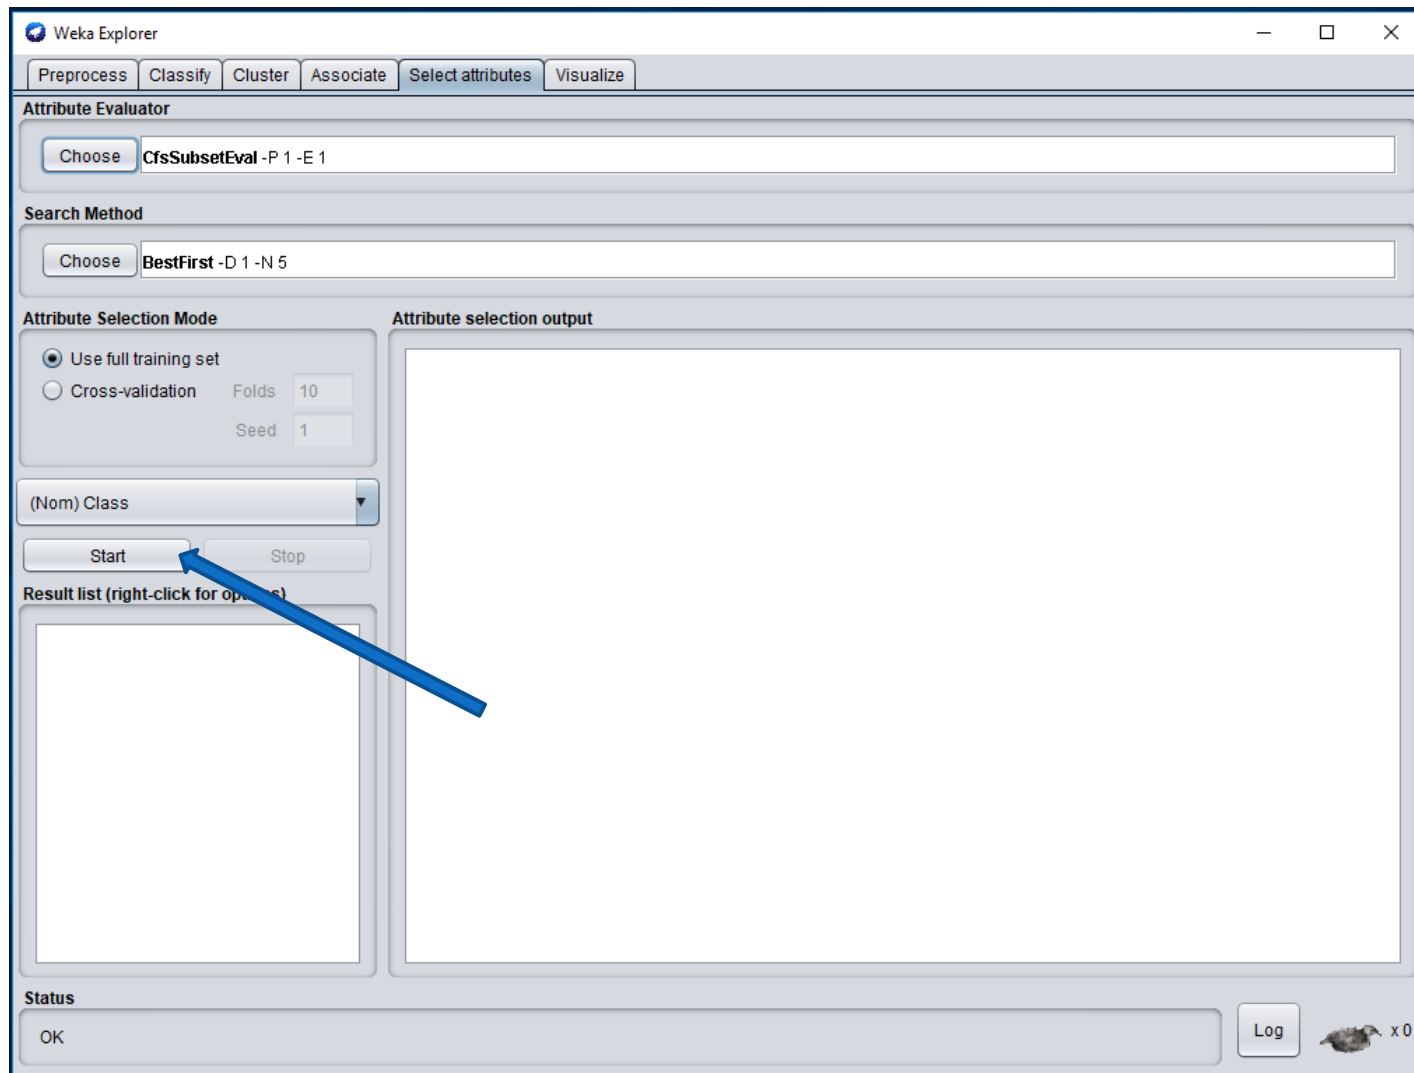 Weka Explorer
Preprocess Classify Cluster Associate Select attributes Visualize
Attribute Evaluator
Choose CfsSubsetEval -P 1 -E 1
Search Method
Choose BestFirst -D 1 -N 5
Attribute Selection Mode
Use full training set
Cross-validation Folds 10
Seed 1
(Nom) Class
Start Stop
Result list (right-click for options)
Attribute selection output
Status
OK
Log x 0